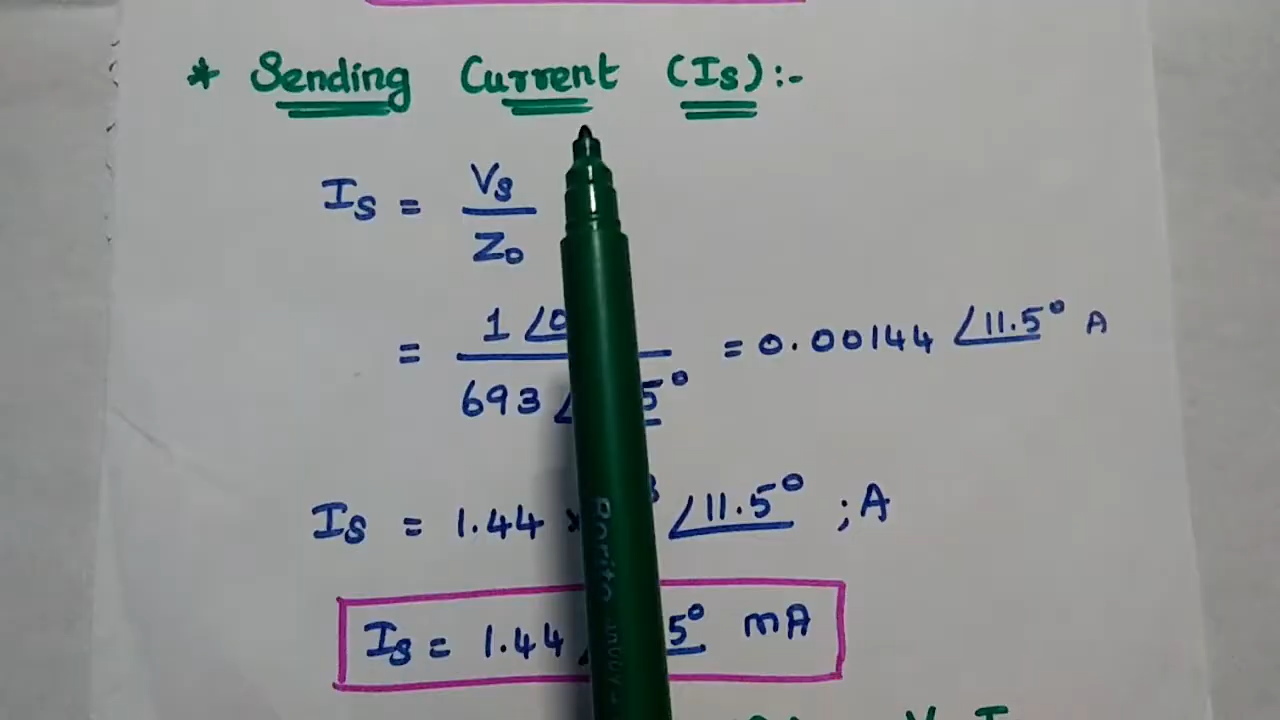 * Sending Current (Is):-
Is = Vs / Z₀
= 1 ∠0 / 693 ∠ 5° = 0.00144 ∠11.5° A
Is = 1.44 × ∠11.5° ; A
Is = 1.44 5° mA
V I